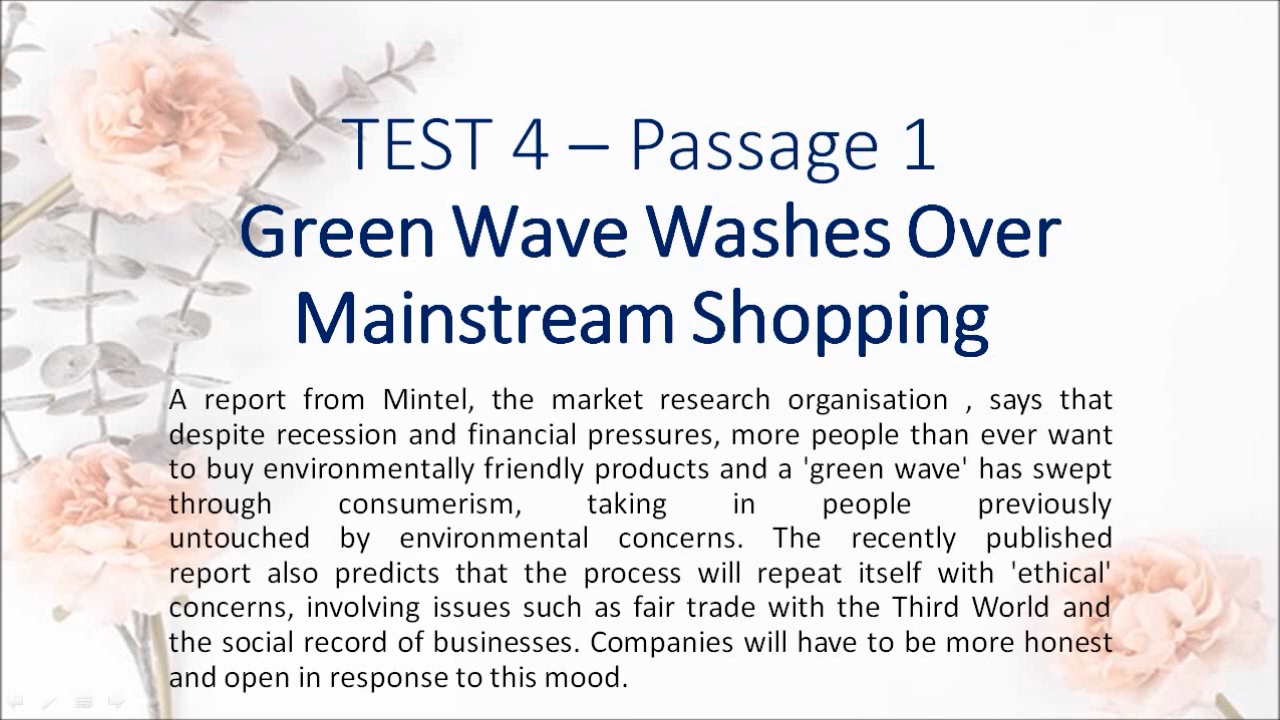 TEST 4 – Passage 1
Green Wave Washes Over
Mainstream Shopping
A report from Mintel, the market research organisation , says that
despite recession and financial pressures, more people than ever want
to buy environmentally friendly products and a 'green wave' has swept
through consumerism, taking in people previously
untouched by environmental concerns. The recently published
report also predicts that the process will repeat itself with 'ethical'
concerns, involving issues such as fair trade with the Third World and
the social record of businesses. Companies will have to be more honest
and open in response to this mood.